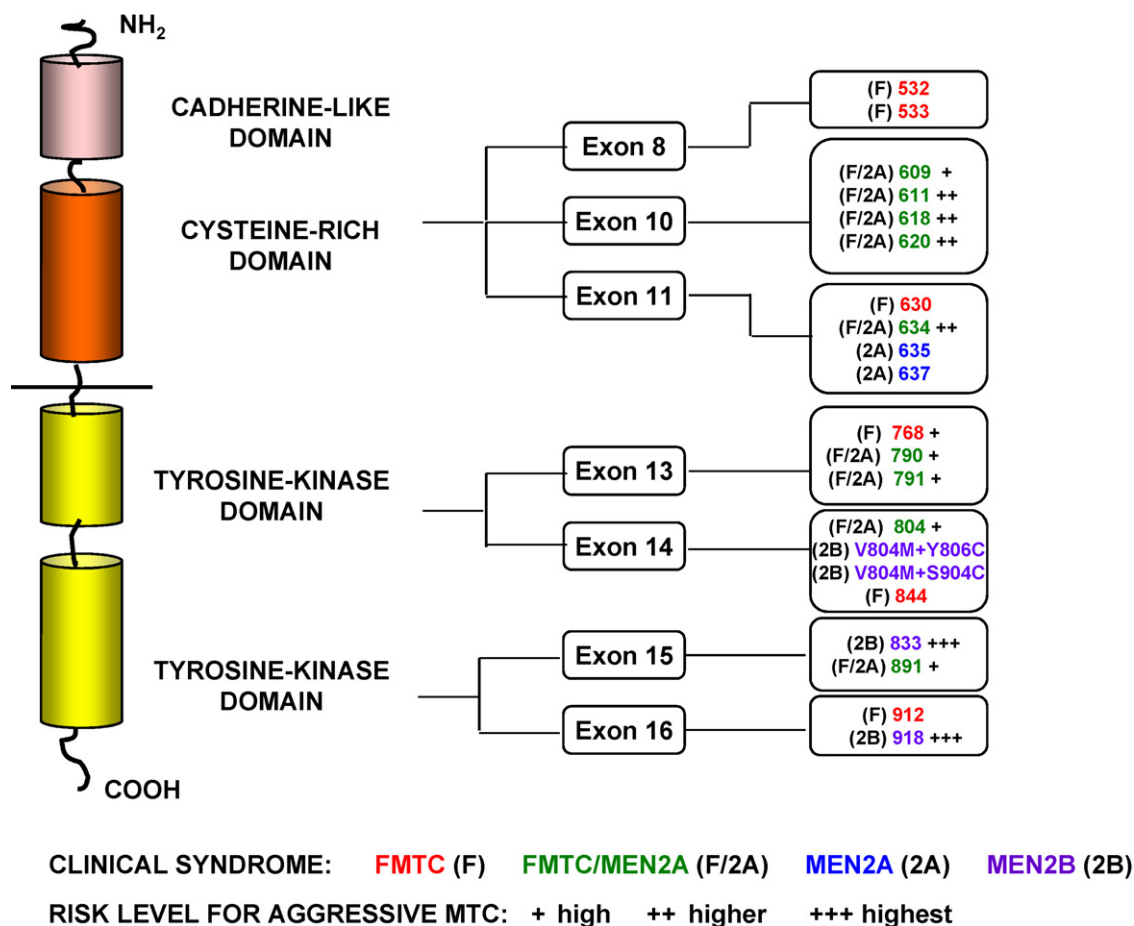 NH2
CADHERINE-LIKE
DOMAIN
CYSTEINE-RICH
DOMAIN
Exon 8
Exon 10
Exon 11
(F) 532
(F) 533
(F/2A) 609 +
(F/2A) 611 ++
(F/2A) 618 ++
(F/2A) 620 ++
(F) 630
(F/2A) 634 ++
(2A) 635
(2A) 637
TYROSINE-KINASE
DOMAIN
Exon 13
Exon 14
(F) 768 +
(F/2A) 790 +
(F/2A) 791 +
(F/2A) 804 +
(2B) V804M+Y806C
(2B) V804M+S904C
(F) 844
TYROSINE-KINASE
DOMAIN
Exon 15
Exon 16
(2B) 833 +++
(F/2A) 891 +
(F) 912
(2B) 918 +++
COOH
CLINICAL SYNDROME: FMTC (F) FMTC/MEN2A (F/2A) MEN2A (2A) MEN2B (2B)
RISK LEVEL FOR AGGRESSIVE MTC: + high ++ higher +++ highest